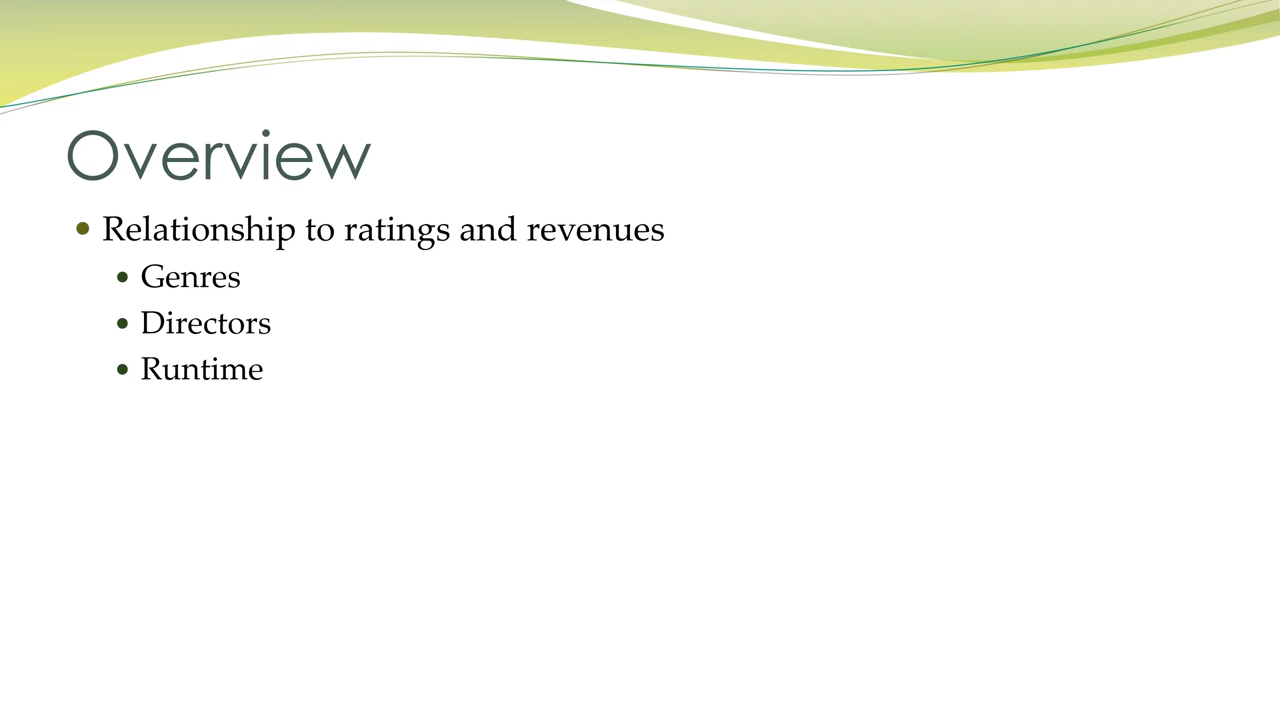 Overview
Relationship to ratings and revenues
Genres
Directors
Runtime